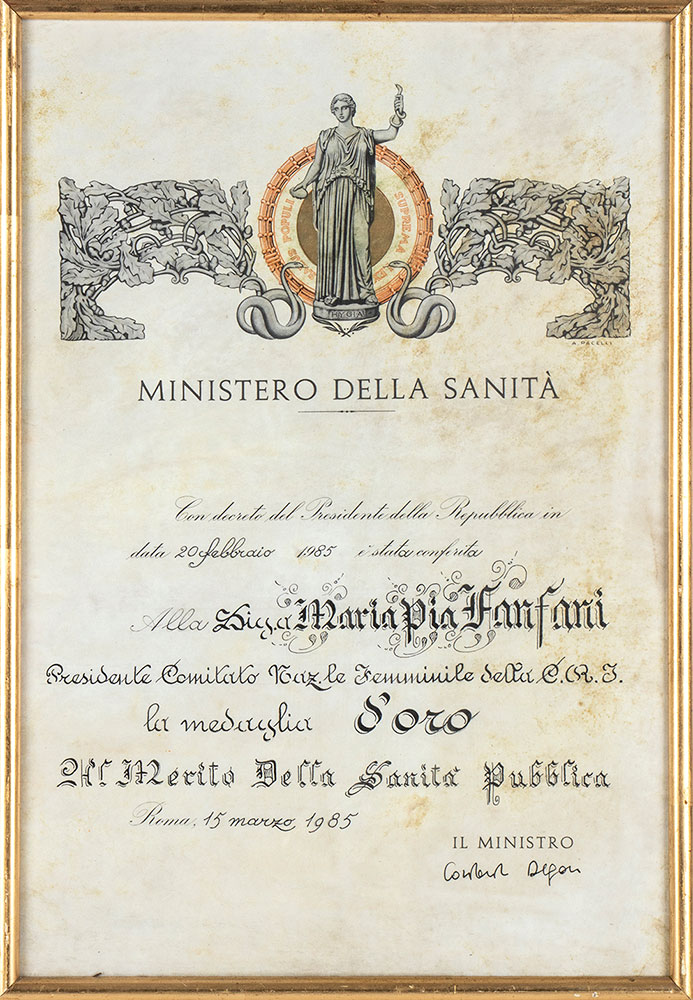 SALUS POPULI SUPREMA LEX
HYGIA
A. PACELLI
MINISTERO DELLA SANITÀ
Con decreto del Presidente della Repubblica in
data 20 febbraio 1985 è stata conferita
Alla Sig.a Maria Pia Fanfani
Presidente Comitato Naz.le Femminile della C.R.I.
la medaglia d'oro
Al Merito Della Sanità Pubblica
Roma, 15 marzo 1985
IL MINISTRO